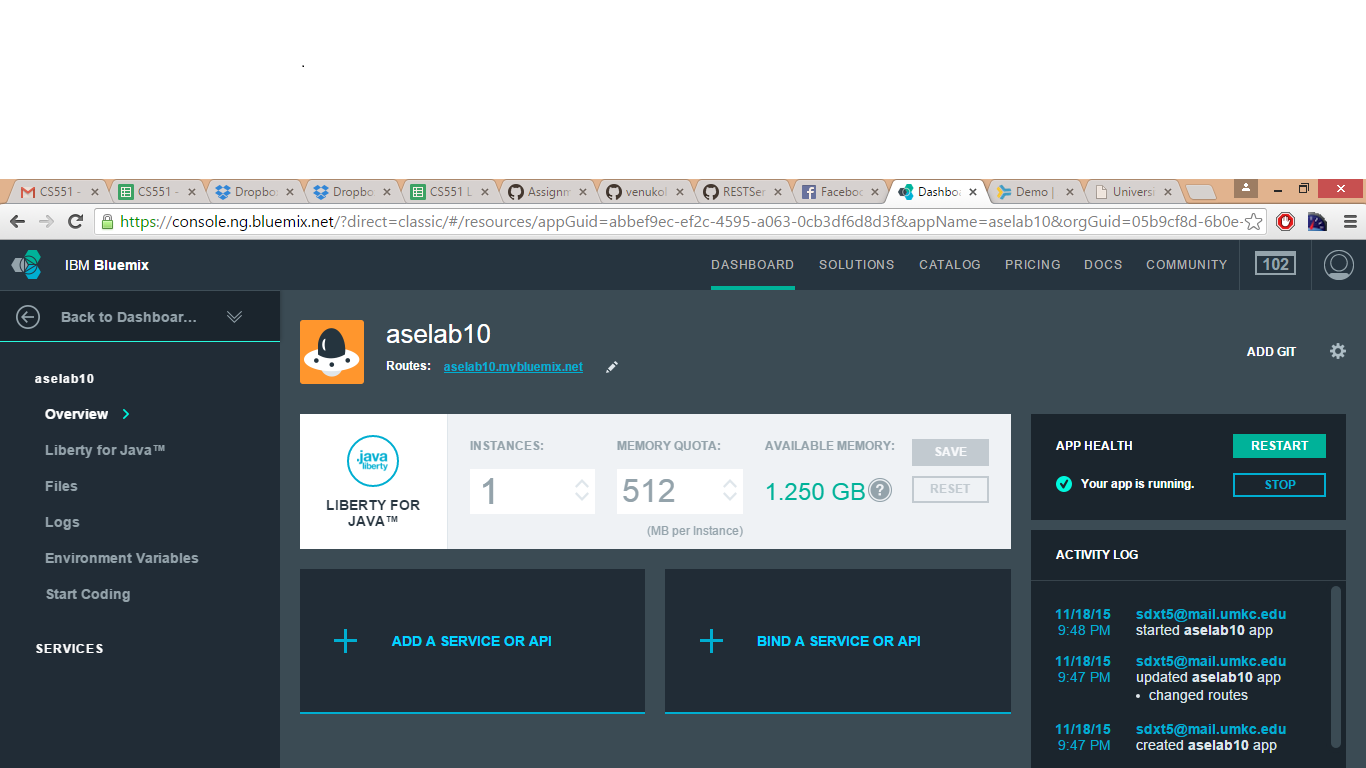 .
CS551 - CS551 - Dropbo Dropbo CS551 L Assignm venukol RESTSer Faceboo Dashbo Demo | Universi
https://console.ng.bluemix.net/?direct=classic/#/resources/appGuid=abbef9ec-ef2c-4595-a063-0cb3df6d8d3f&appName=aselab10&orgGuid=05b9cf8d-6b0e-
IBM Bluemix DASHBOARD SOLUTIONS CATALOG PRICING DOCS COMMUNITY 102
Back to Dashboar...
aselab10
Overview
Liberty for Java™
Files
Logs
Environment Variables
Start Coding
SERVICES
aselab10
Routes: aselab10.mybluemix.net
ADD GIT
java
liberty
LIBERTY FOR
JAVA™
INSTANCES: MEMORY QUOTA: AVAILABLE MEMORY: SAVE
1 512 1.250 GB ? RESET
(MB per Instance)
ADD A SERVICE OR API
BIND A SERVICE OR API
APP HEALTH RESTART
Your app is running. STOP
ACTIVITY LOG
11/18/15 sdxt5@mail.umkc.edu
9:48 PM started aselab10 app
11/18/15 sdxt5@mail.umkc.edu
9:47 PM updated aselab10 app
• changed routes
11/18/15 sdxt5@mail.umkc.edu
9:47 PM created aselab10 app